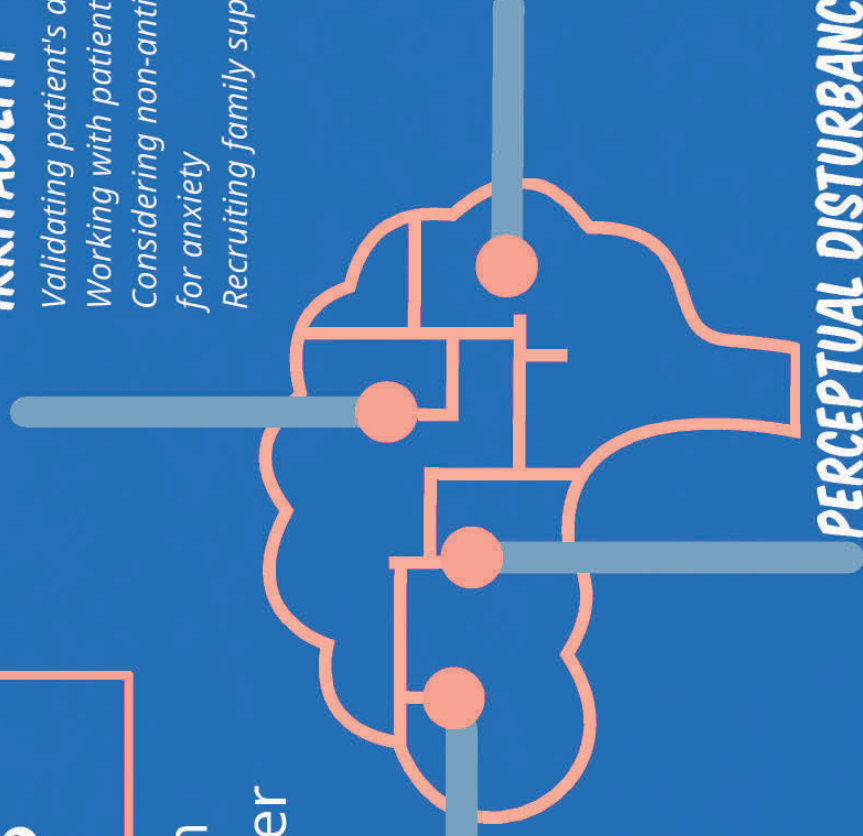 IRRITABILITY
Validating patient's
Working with patient
Considering non-anti
for anxiety
Recruiting family sup
PERCEPTUAL DISTURBANC
er